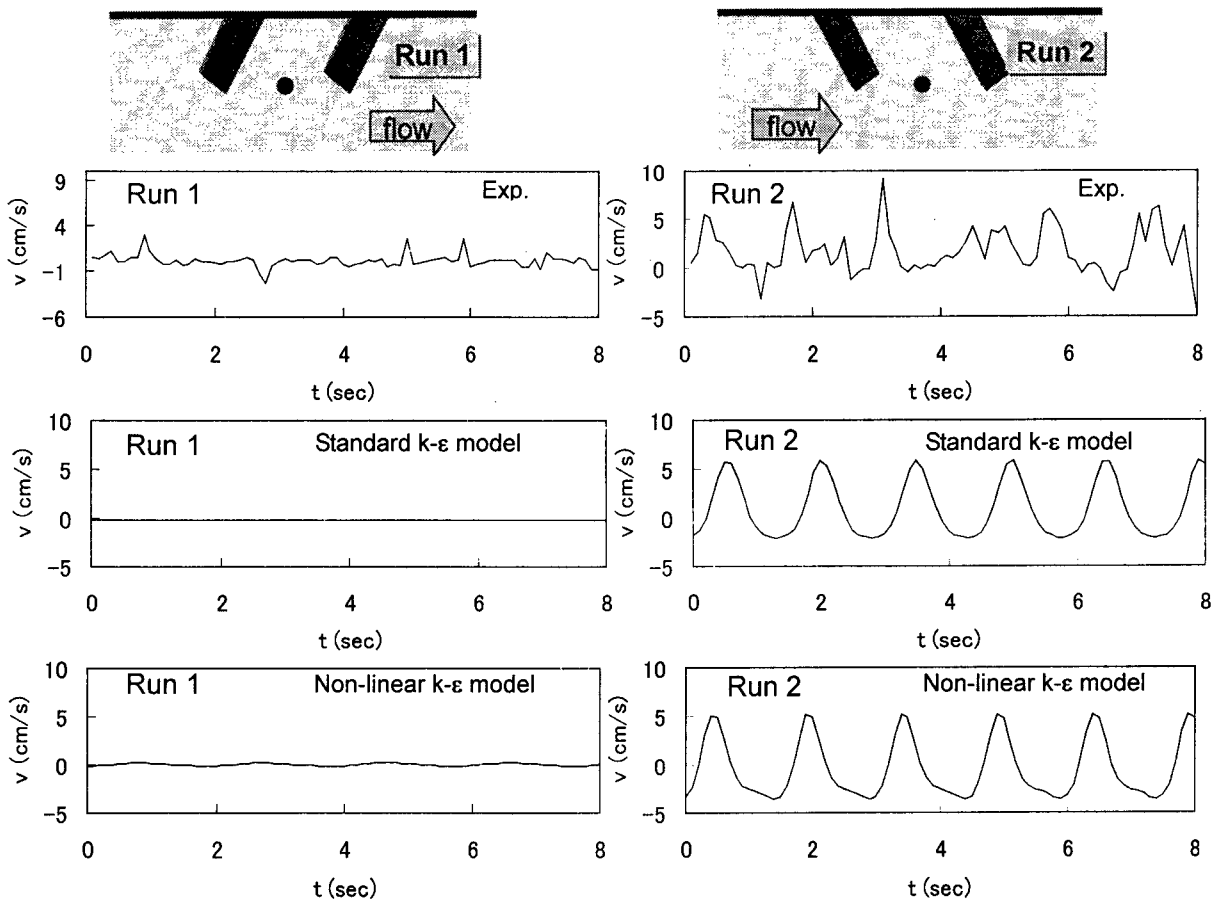 Run 1
flow
Run 2
flow
Run 1
Exp.
v (cm/s)
9
4
−1
−6
0 2 4 6 8
t (sec)
Run 2
Exp.
v (cm/s)
10
5
0
−5
0 2 4 6 8
t (sec)
Run 1
Standard k-ε model
v (cm/s)
10
5
0
−5
0 2 4 6 8
t (sec)
Run 2
Standard k-ε model
v (cm/s)
10
5
0
−5
0 2 4 6 8
t (sec)
Run 1
Non-linear k-ε model
v (cm/s)
10
5
0
−5
0 2 4 6 8
t (sec)
Run 2
Non-linear k-ε model
v (cm/s)
10
5
0
−5
0 2 4 6 8
t (sec)